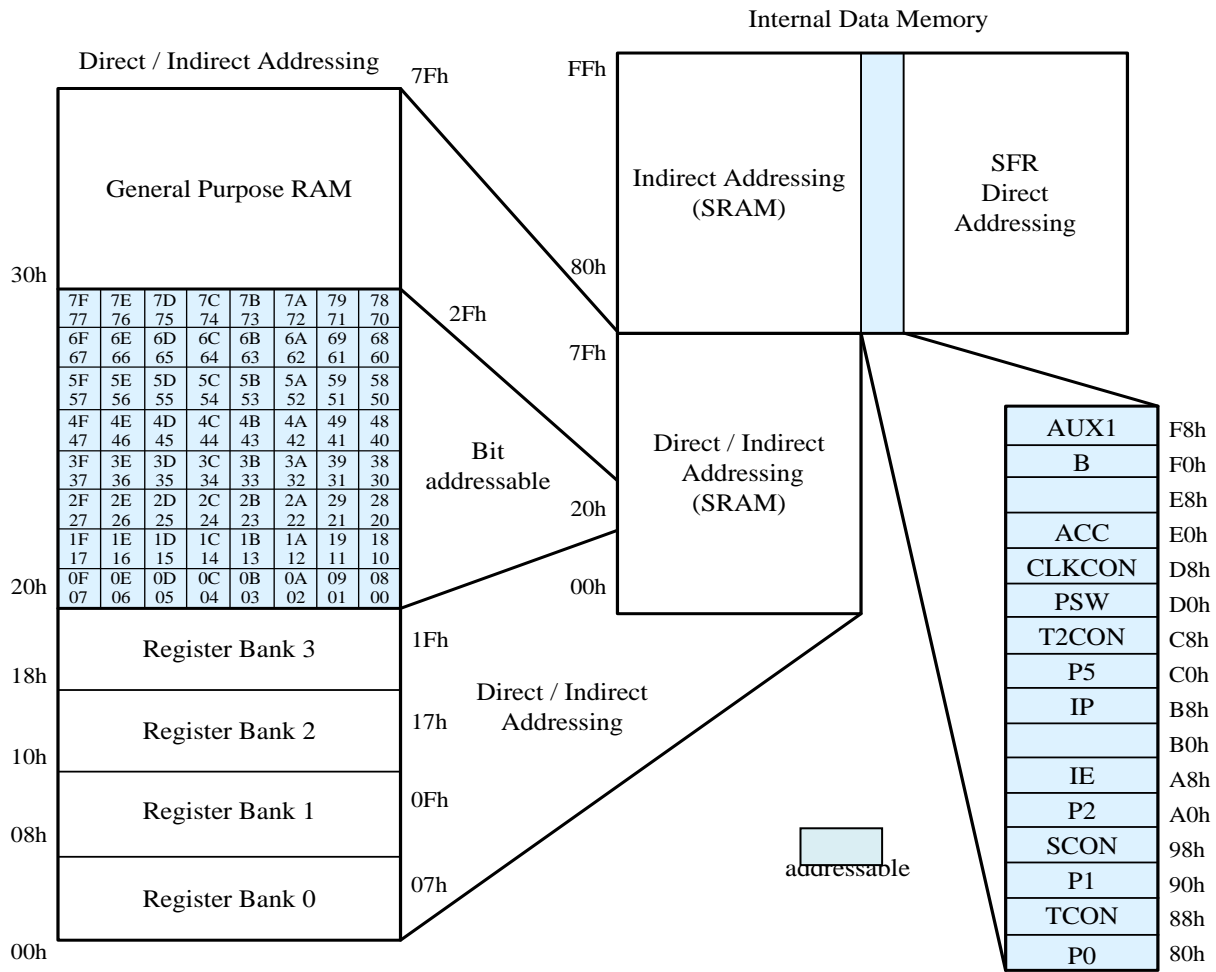 Internal Data Memory
Direct / Indirect Addressing
7Fh
General Purpose RAM
30h
7F 7E 7D 7C 7B 7A 79 78
77 76 75 74 73 72 71 70
6F 6E 6D 6C 6B 6A 69 68
67 66 65 64 63 62 61 60
5F 5E 5D 5C 5B 5A 59 58
57 56 55 54 53 52 51 50
4F 4E 4D 4C 4B 4A 49 48
47 46 45 44 43 42 41 40
3F 3E 3D 3C 3B 3A 39 38
37 36 35 34 33 32 31 30
2F 2E 2D 2C 2B 2A 29 28
27 26 25 24 23 22 21 20
1F 1E 1D 1C 1B 1A 19 18
17 16 15 14 13 12 11 10
0F 0E 0D 0C 0B 0A 09 08
07 06 05 04 03 02 01 00
2Fh
Bit
addressable
20h
Register Bank 3
1Fh
18h
Register Bank 2
17h
10h
Register Bank 1
0Fh
08h
Register Bank 0
07h
00h
Direct / Indirect
Addressing
FFh
Indirect Addressing
(SRAM)
80h
SFR
Direct
Addressing
7Fh
Direct / Indirect
Addressing
(SRAM)
20h
00h
AUX1 F8h
B F0h
E8h
ACC E0h
CLKCON D8h
PSW D0h
T2CON C8h
P5 C0h
IP B8h
B0h
IE A8h
P2 A0h
SCON 98h
P1 90h
TCON 88h
P0 80h
addressable